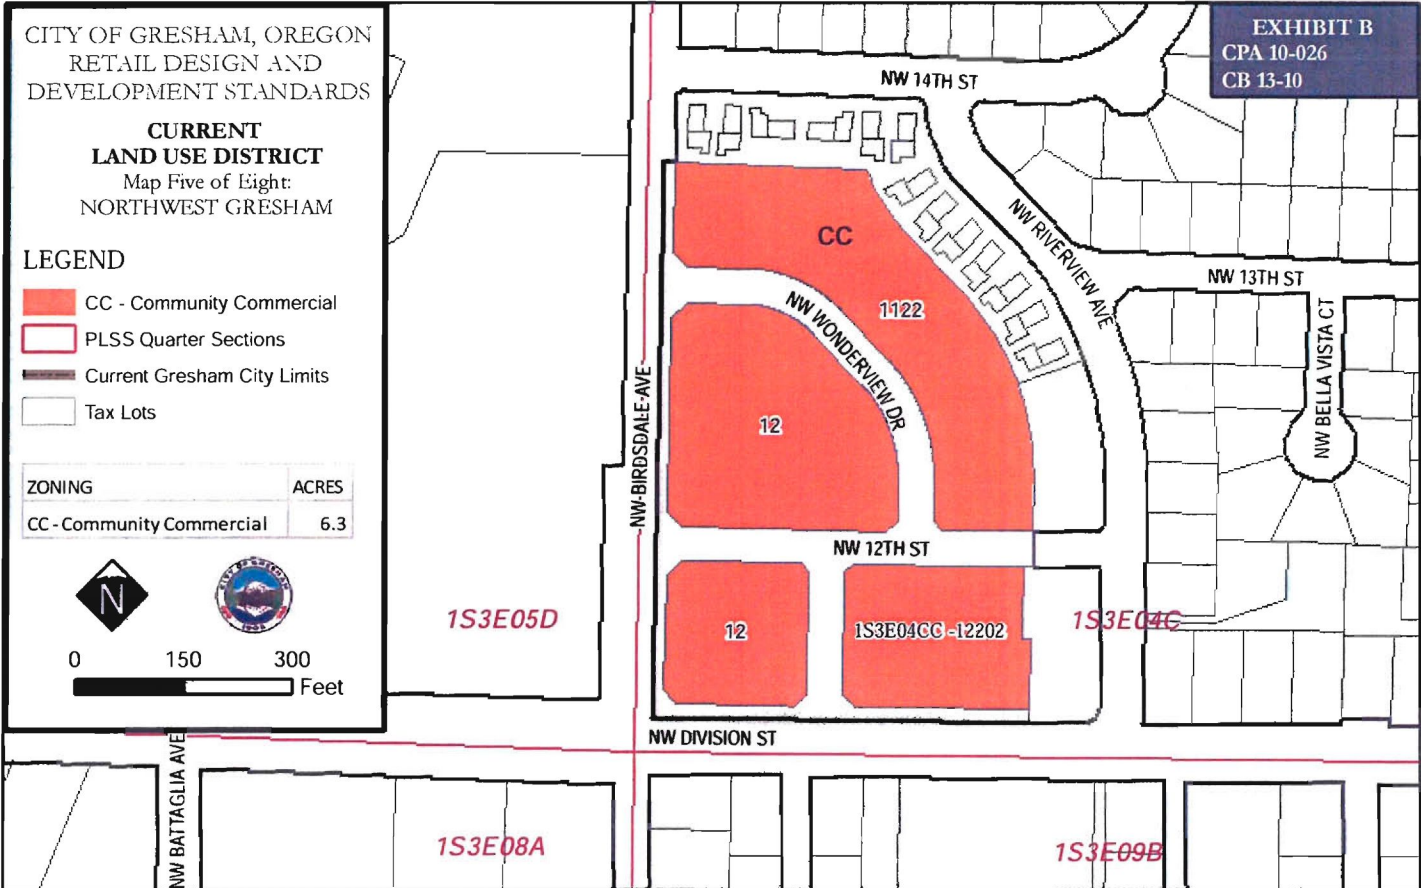 CITY OF GRESHAM, OREGON
RETAIL DESIGN AND
DEVELOPMENT STANDARDS
CURRENT
LAND USE DISTRICT
Map Five of Eight:
NORTHWEST GRESHAM
LEGEND
CC - Community Commercial
PLSS Quarter Sections
Current Gresham City Limits
Tax Lots
ZONING ACRES
CC - Community Commercial 6.3
N
CITY OF GRESHAM
0 150 300
Feet
EXHIBIT B
CPA 10-026
CB 13-10
NW 14TH ST
CC
NW RIVERVIEW AVE
NW 13TH ST
1122
NW WONDERVIEW DR
NW BELLA VISTA CT
NW-BIRDSDALE-AVE
12
NW 12TH ST
1S3E05D
12
1S3E04CC -12202
1S3E04C
NW DIVISION ST
NW BATTAGLIA AVE
1S3E08A
1S3E09B